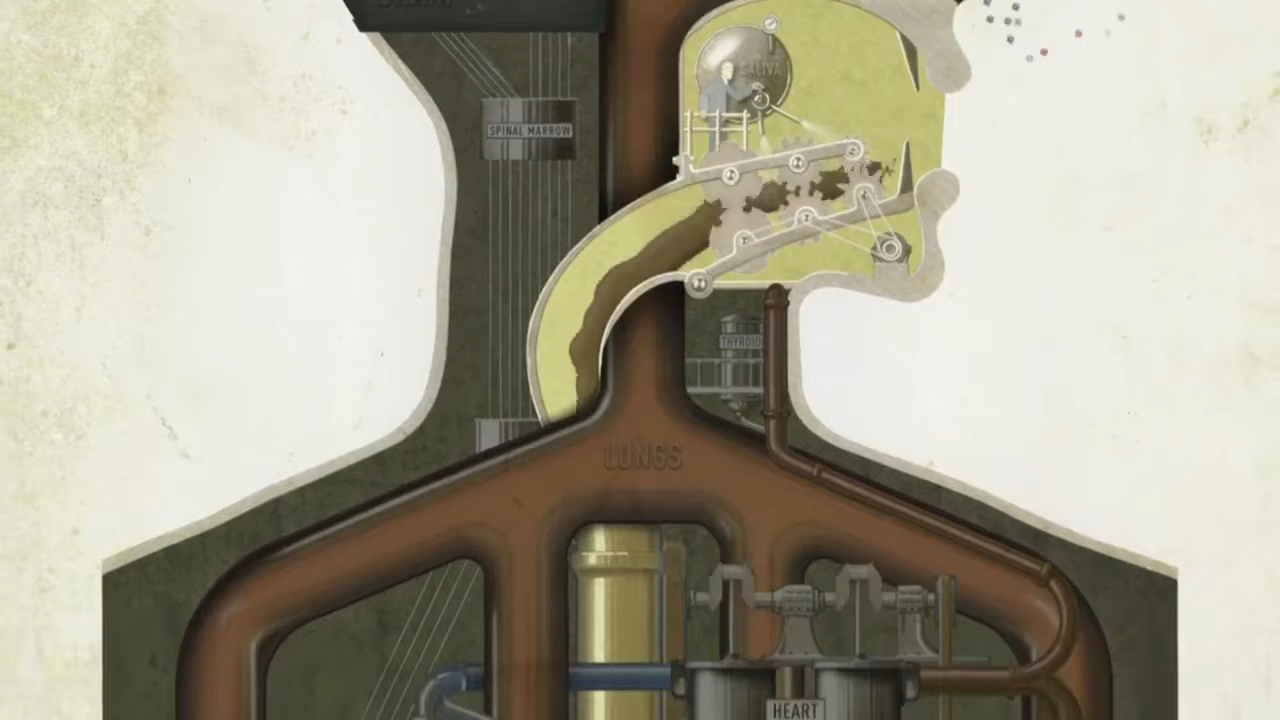 SALIVA
SPINAL MARROW
THYROID
LUNGS
HEART